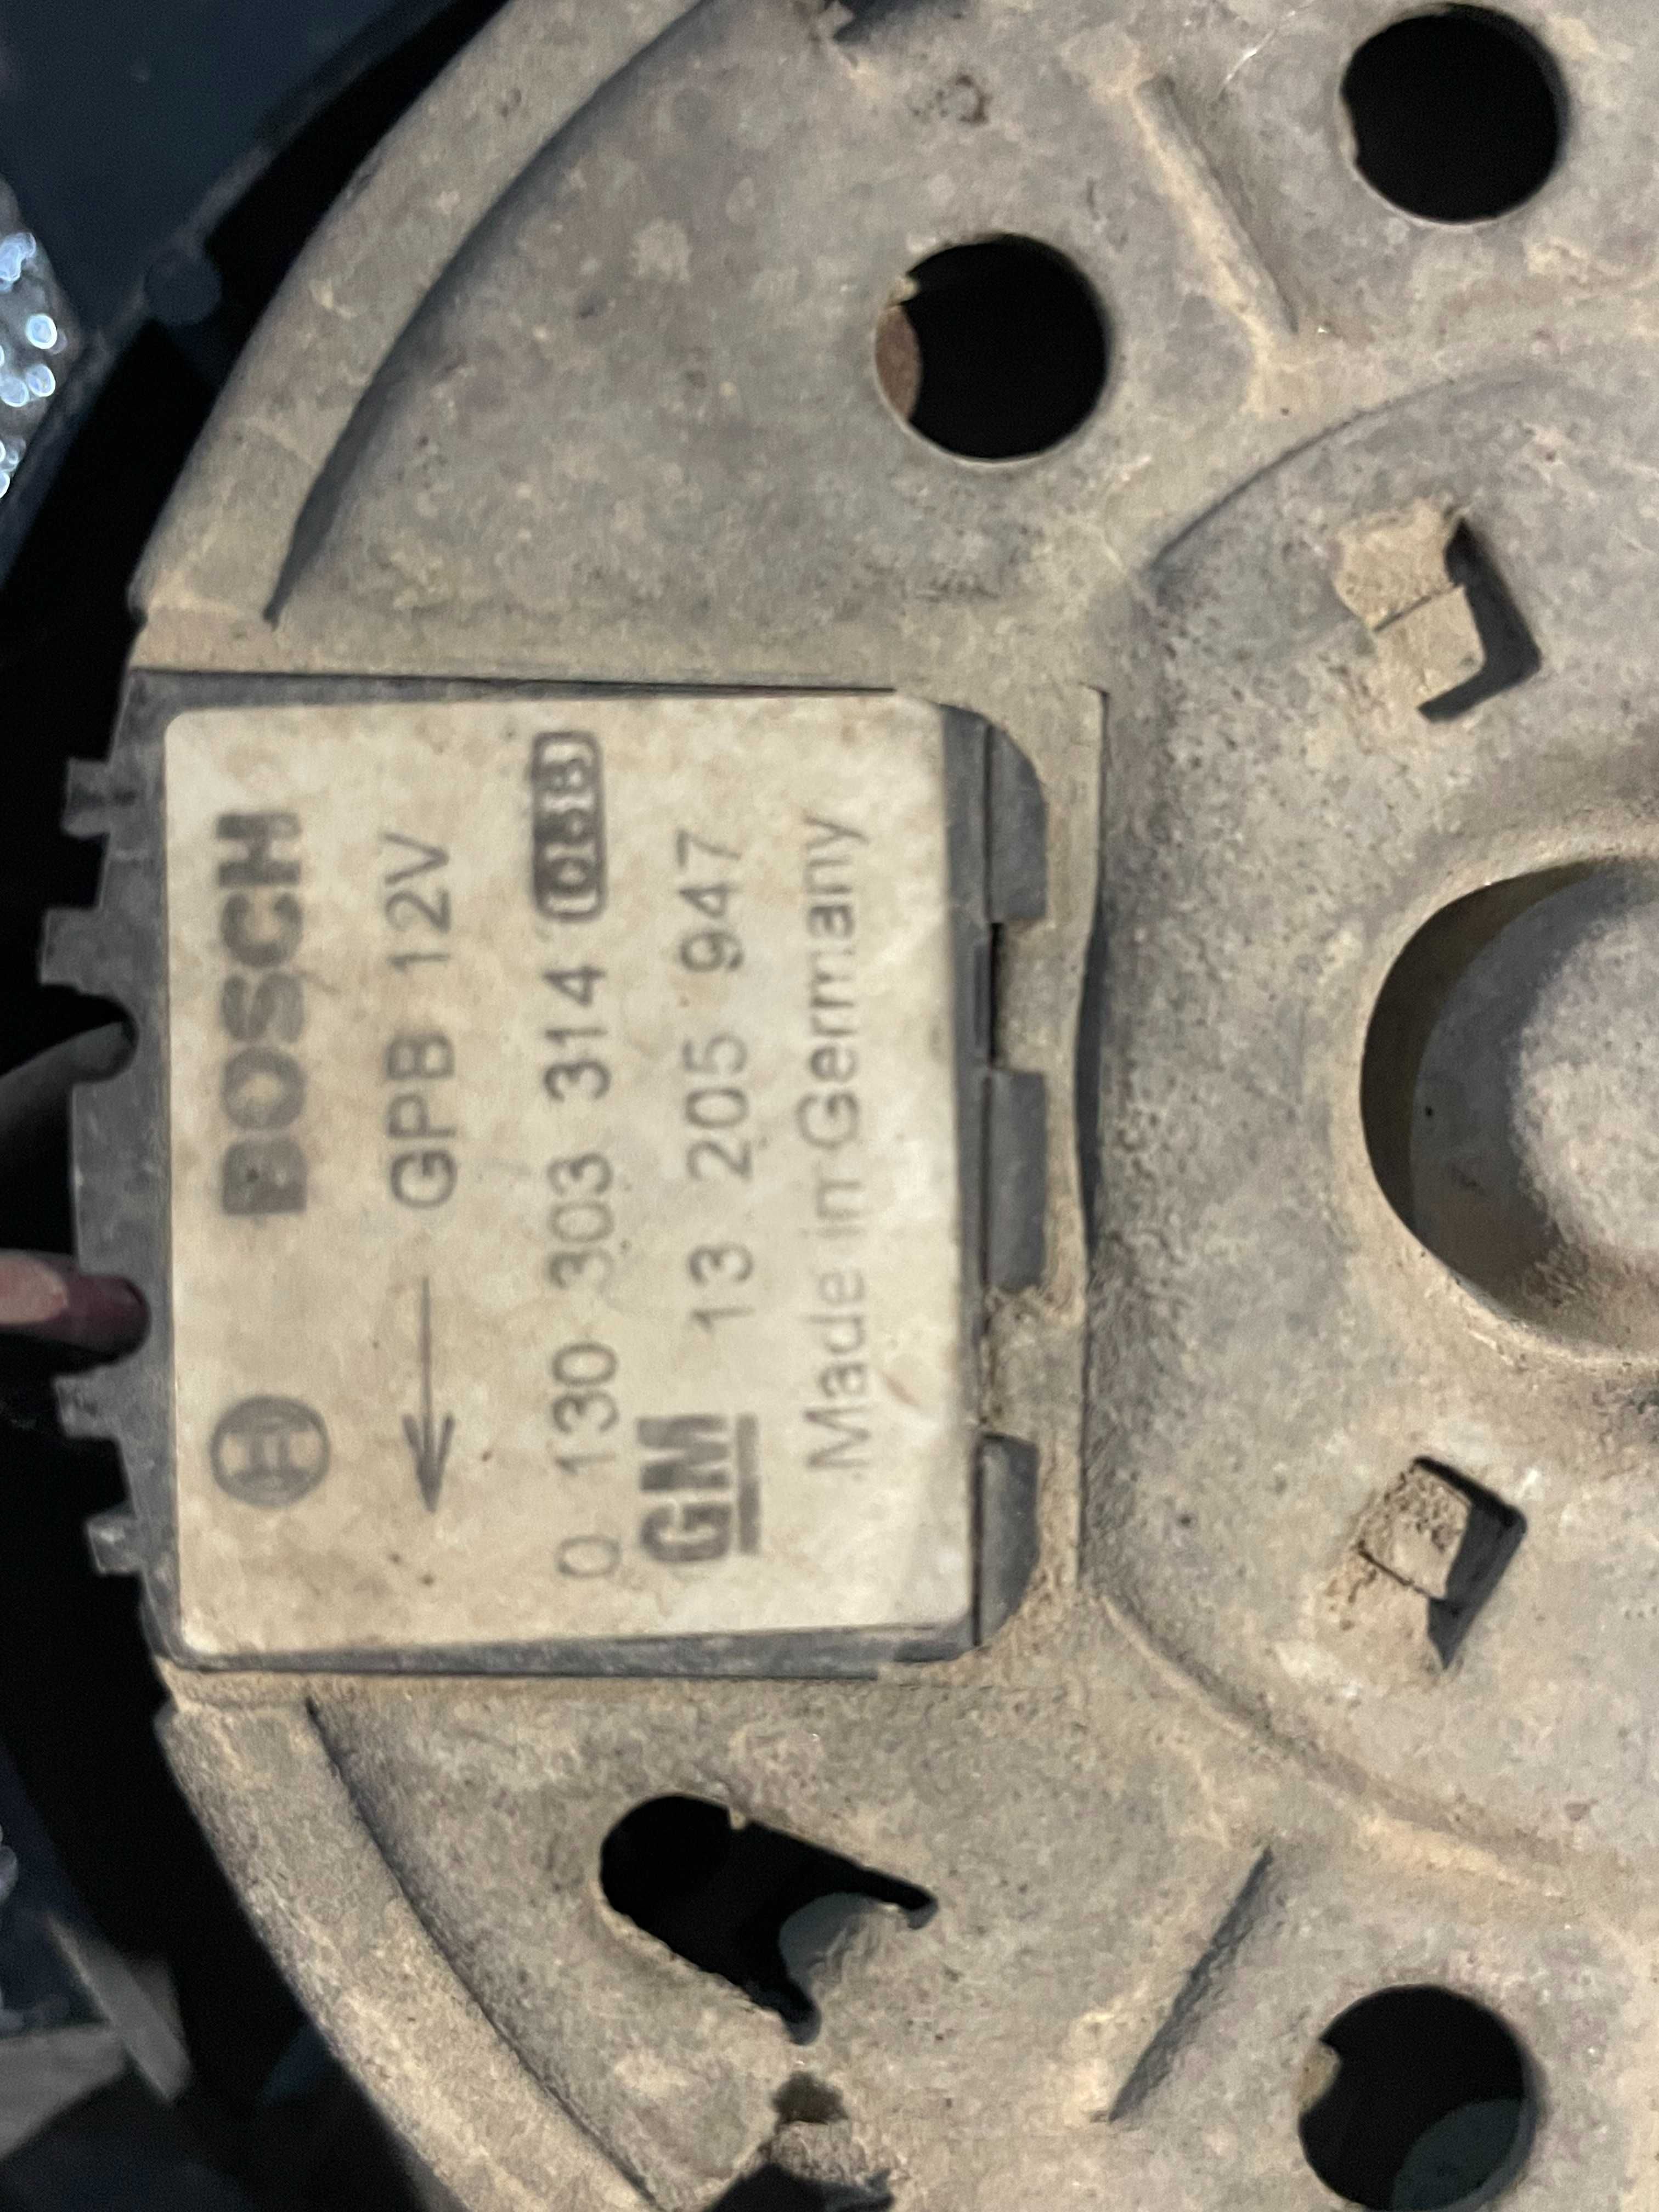 BOSCH
GPB 12V
0 130 303 314
GM 13 205 947
Made in Germany